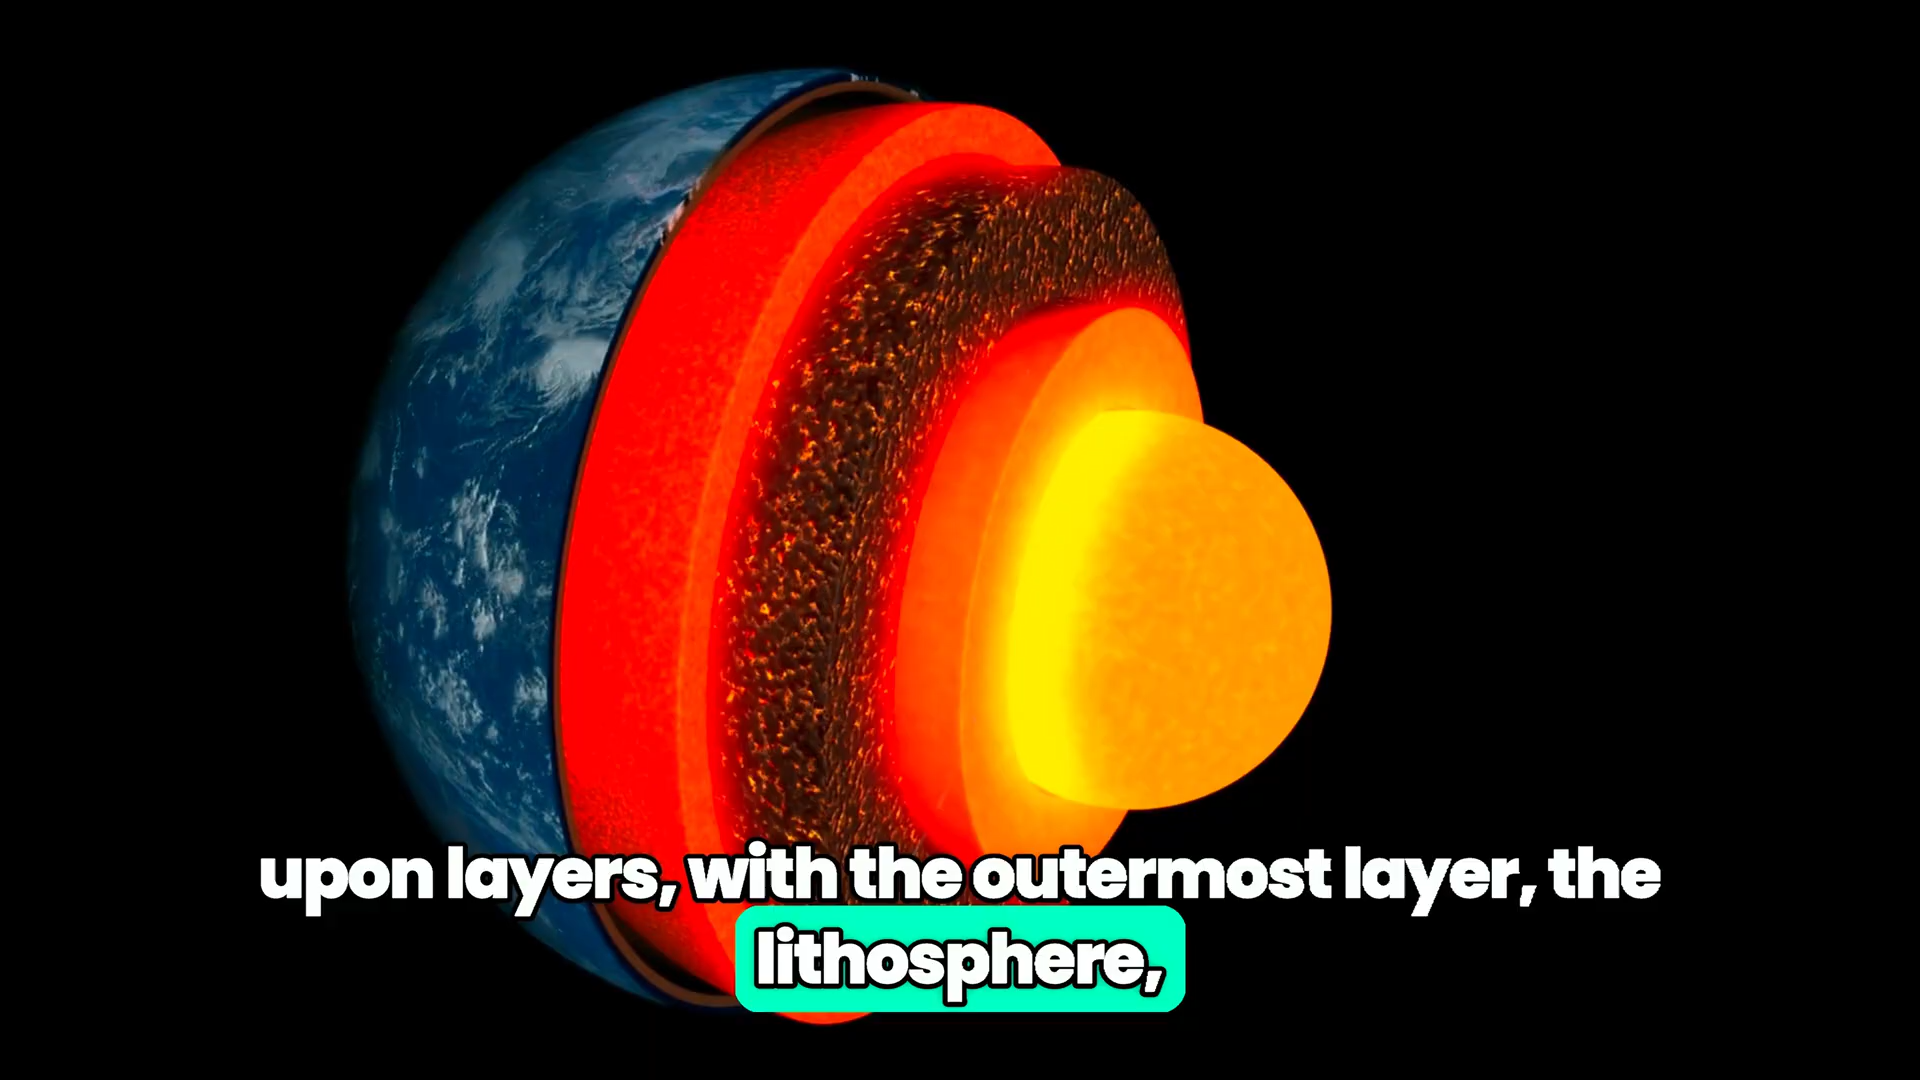 upon layers, with the outermost layer, the
lithosphere,